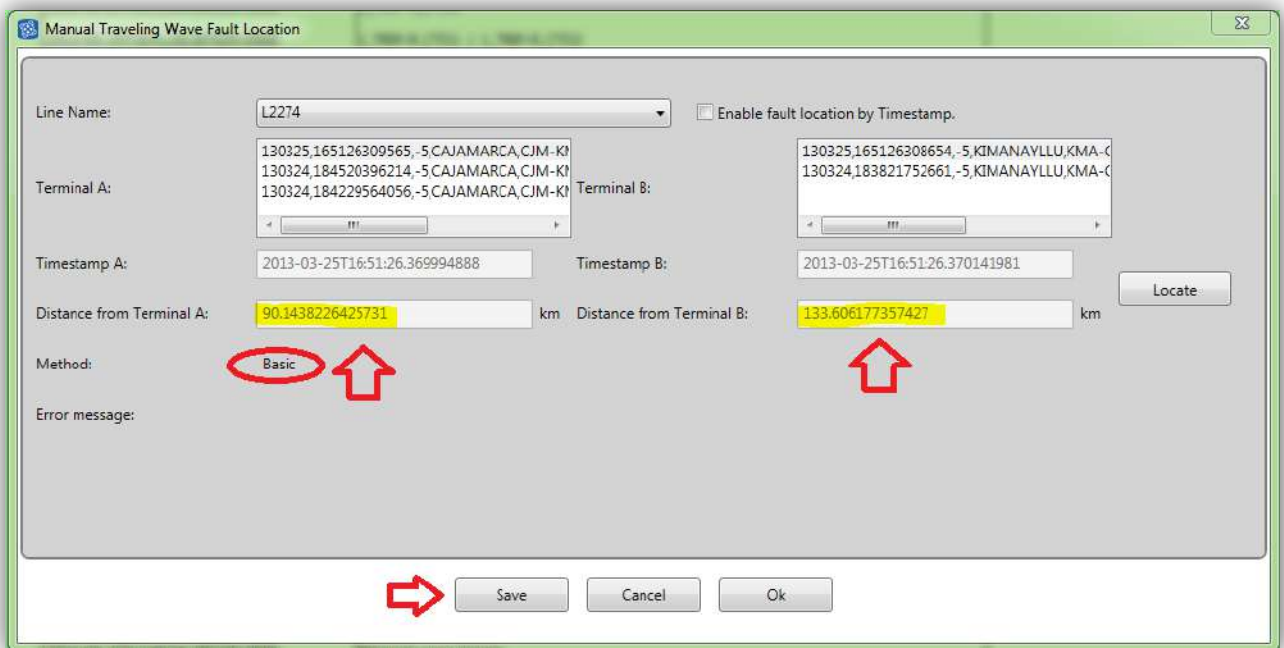 Manual Traveling Wave Fault Location
Line Name:
L2274
Enable fault location by Timestamp.
Terminal A:
130325,165126309565,-5,CAJAMARCA,CJM-KM
130324,184520396214,-5,CAJAMARCA,CJM-KM
130324,184229564056,-5,CAJAMARCA,CJM-KM
Terminal B:
130325,165126308654,-5,KIMANAYLLU,KMA-C
130324,183821752661,-5,KIMANAYLLU,KMA-C
Timestamp A:
2013-03-25T16:51:26.369994888
Timestamp B:
2013-03-25T16:51:26.370141981
Locate
Distance from Terminal A:
90.1438226425731
km
Distance from Terminal B:
133.606177357427
km
Method:
Basic
Error message:
Save
Cancel
Ok